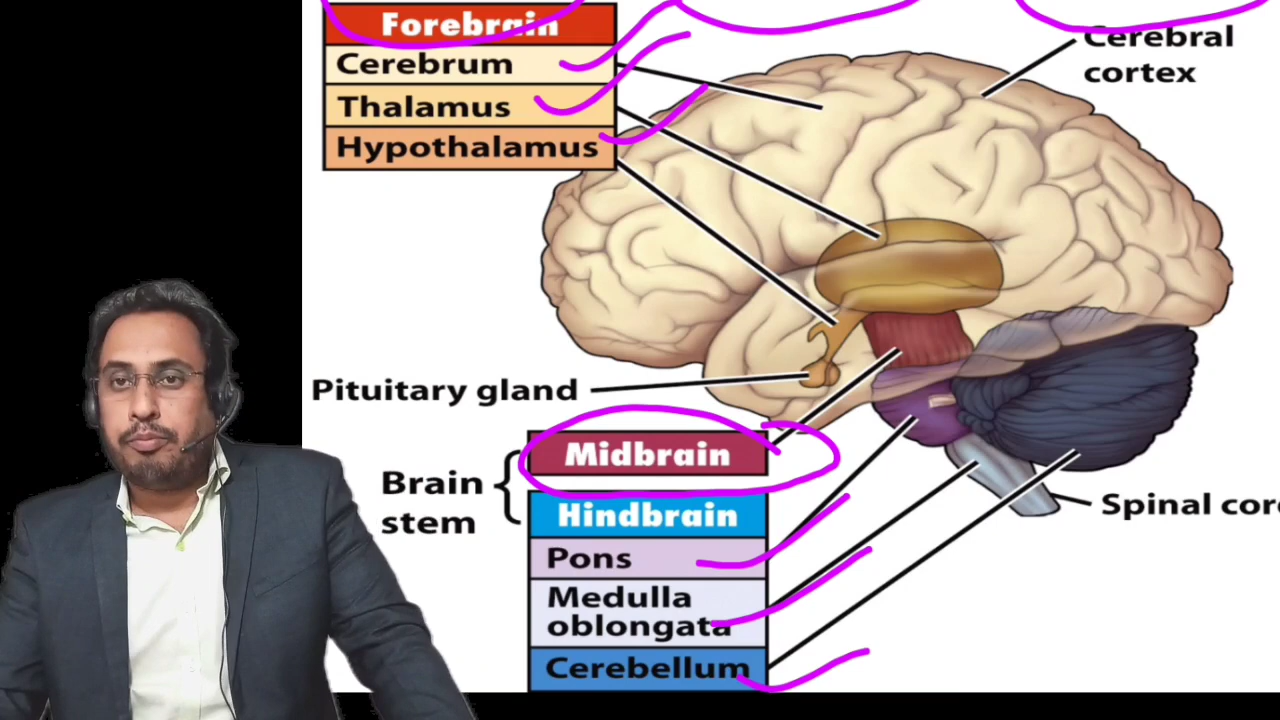 Forebrain
Cerebrum
Thalamus
Hypothalamus
Cerebral
cortex
Pituitary gland
Midbrain
Brain
stem
Hindbrain
Pons
Medulla
oblongata
Cerebellum
Spinal cor